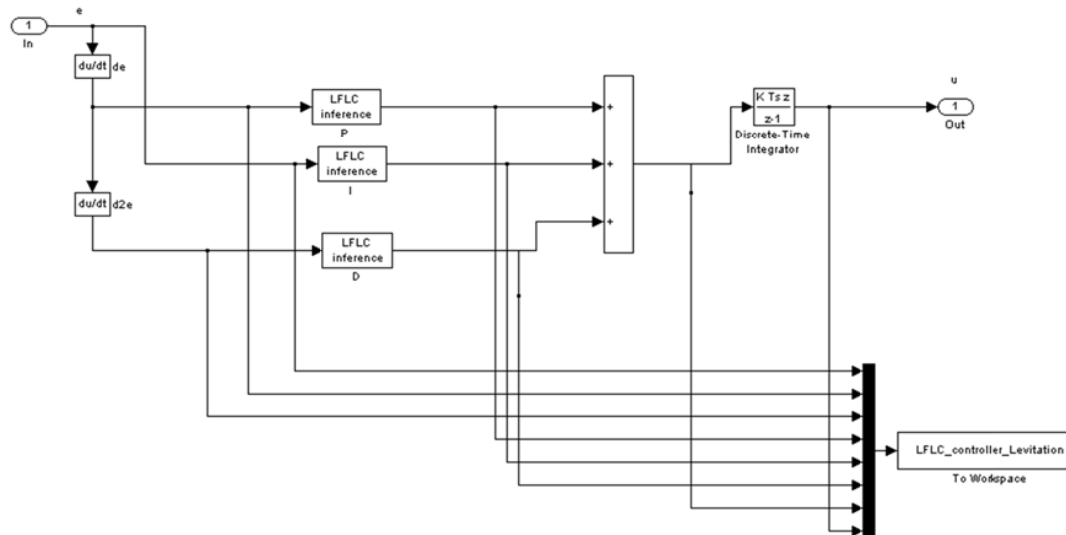 e
1
In
du/dt
de
LFLC
inference
P
LFLC
inference
I
du/dt
d2e
LFLC
inference
D
+
+
+
K Ts z
z-1
Discrete-Time
Integrator
u
1
Out
LFLC_controller_Levitation
To Workspace